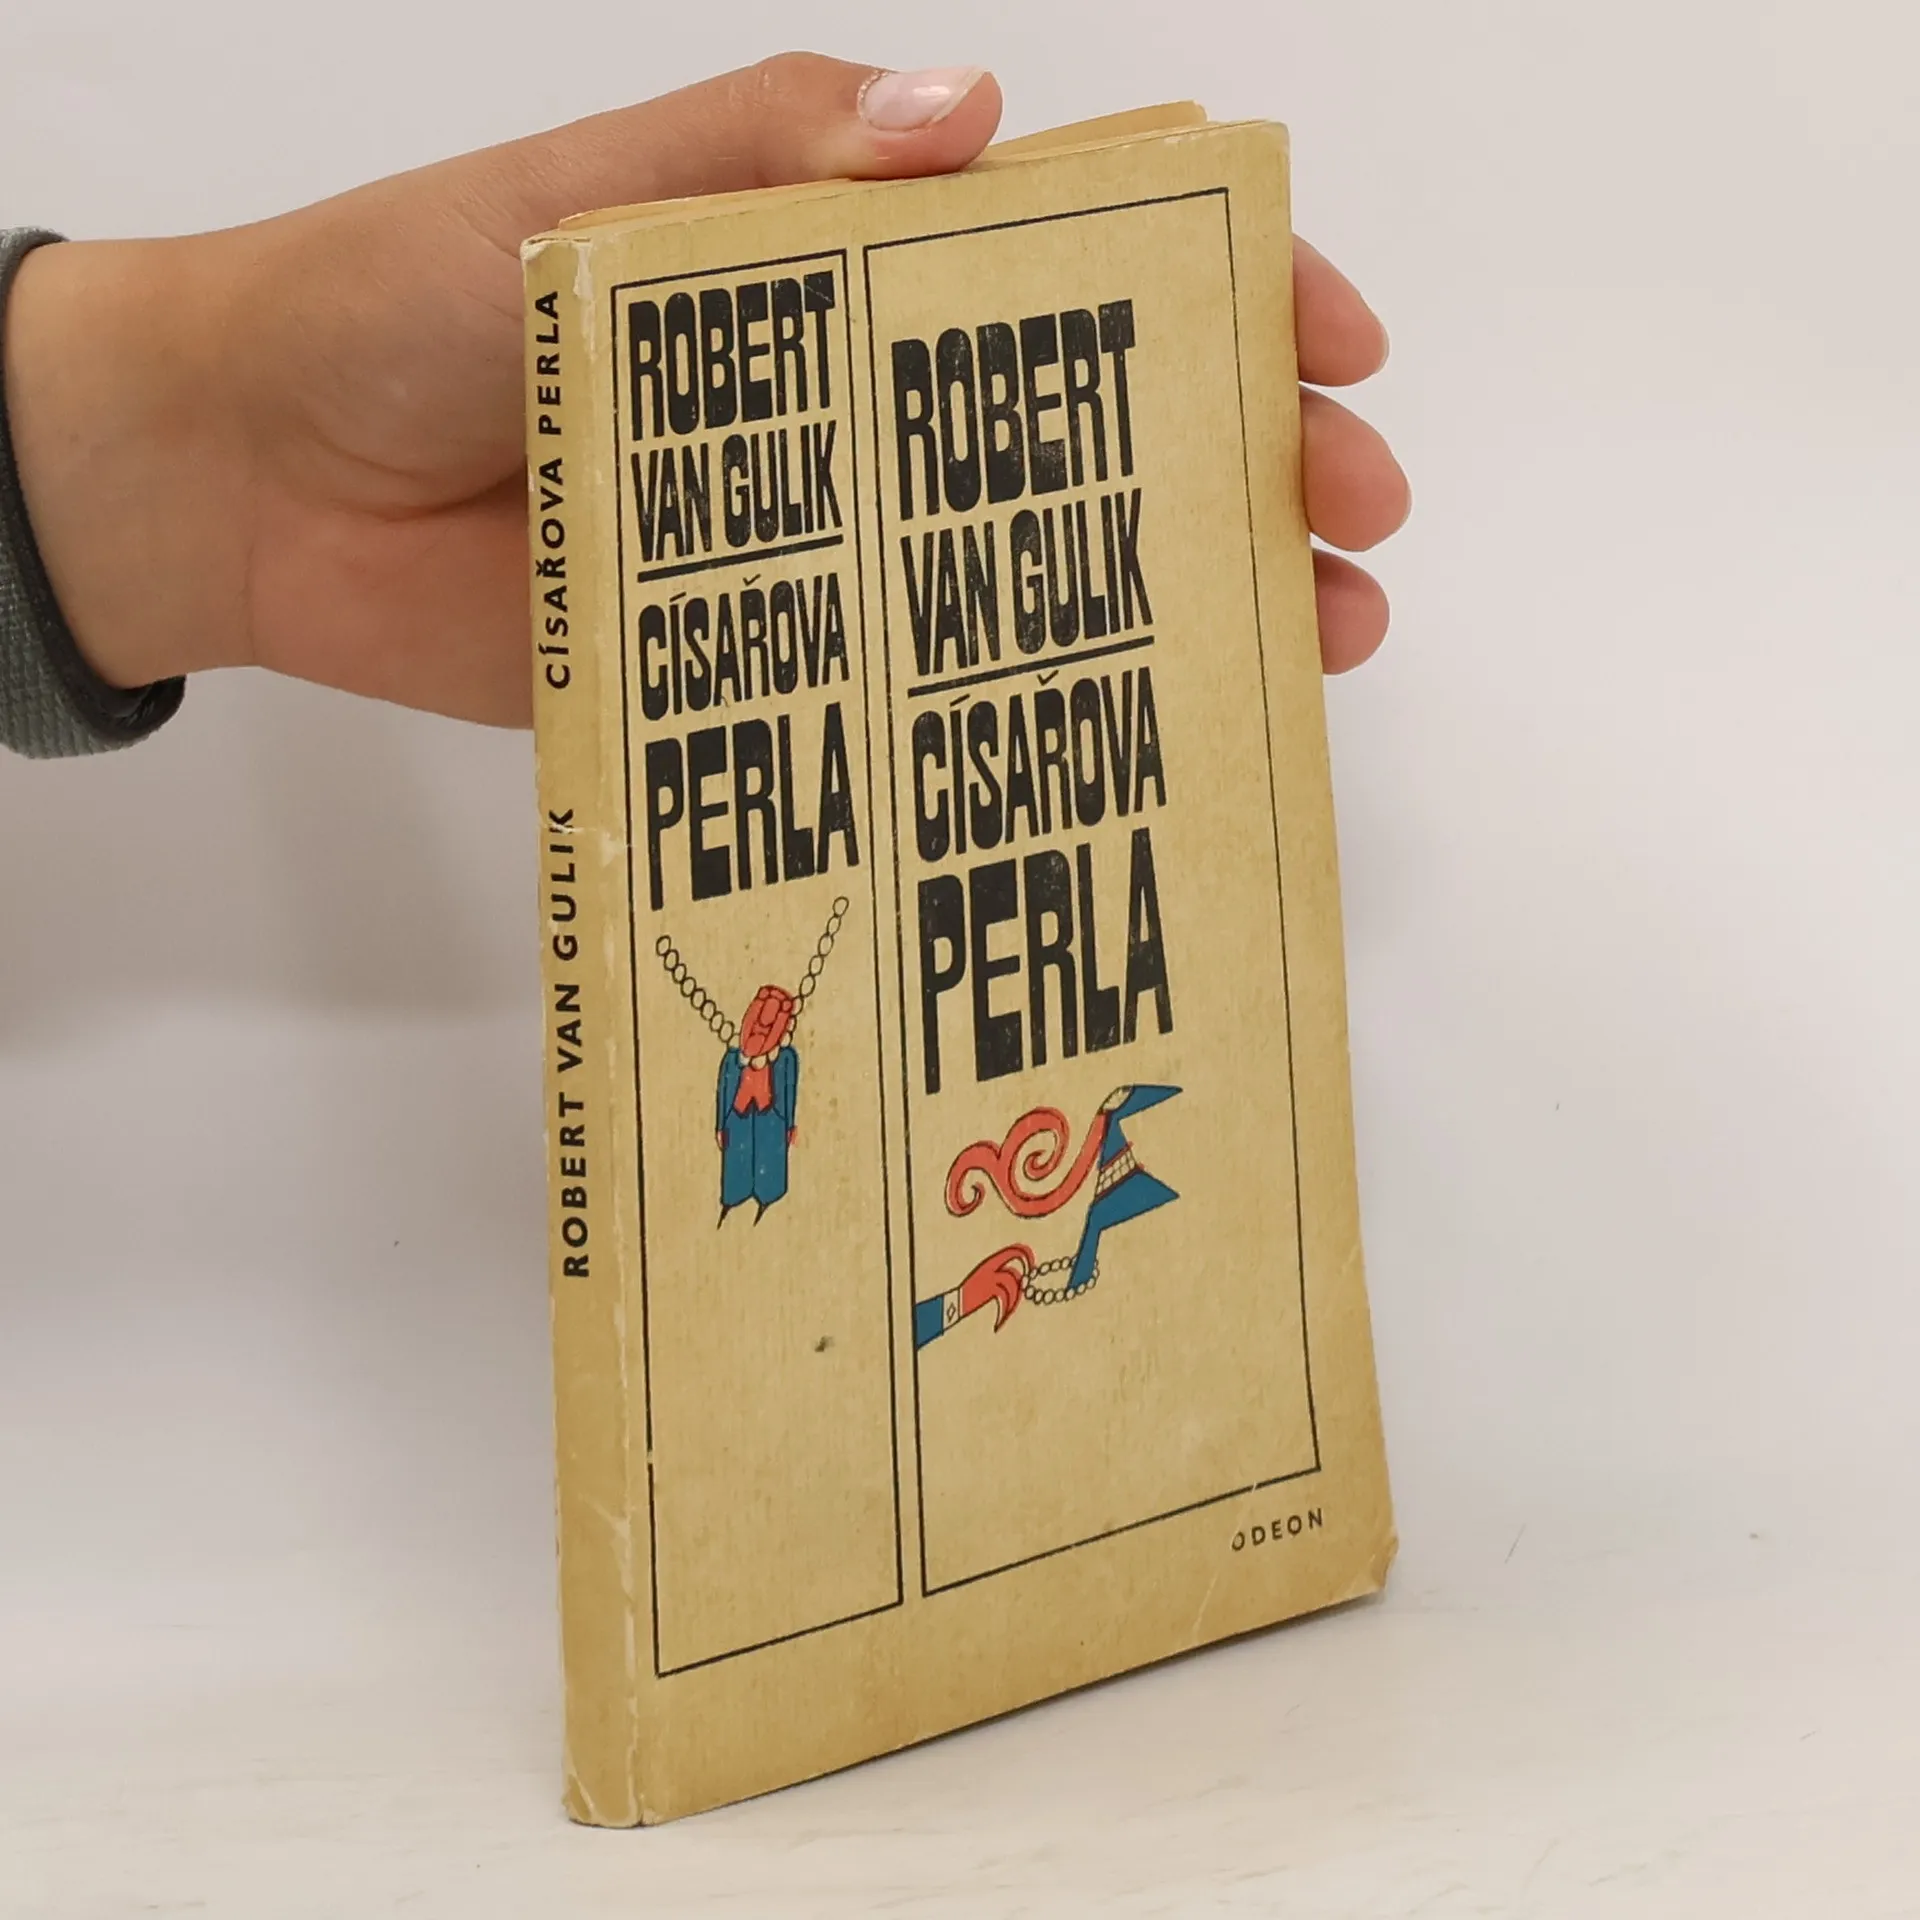 ROBERT VAN GULIK CÍSAŘOVA PERLA
ROBERT
VAN GULIK
CÍSAŘOVA
PERLA
ROBERT
VAN GULIK
CÍSAŘOVA
PERLA
ODEON